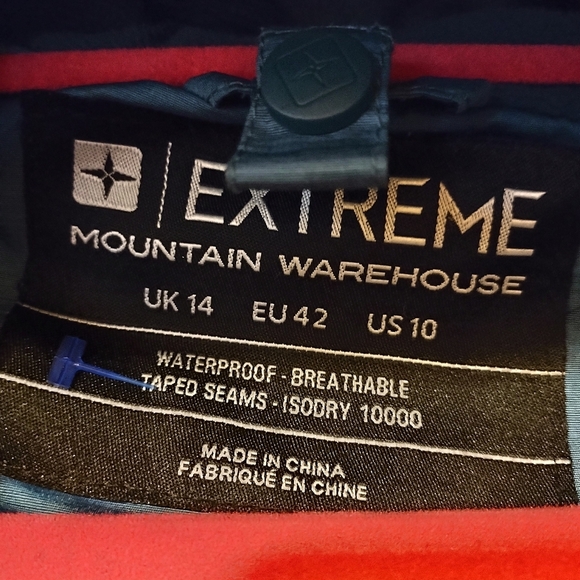 EXTREME
MOUNTAIN WAREHOUSE
UK 14 EU 42 US 10
WATERPROOF - BREATHABLE
TAPED SEAMS - ISODRY 10000
MADE IN CHINA
FABRIQUÉ EN CHINE